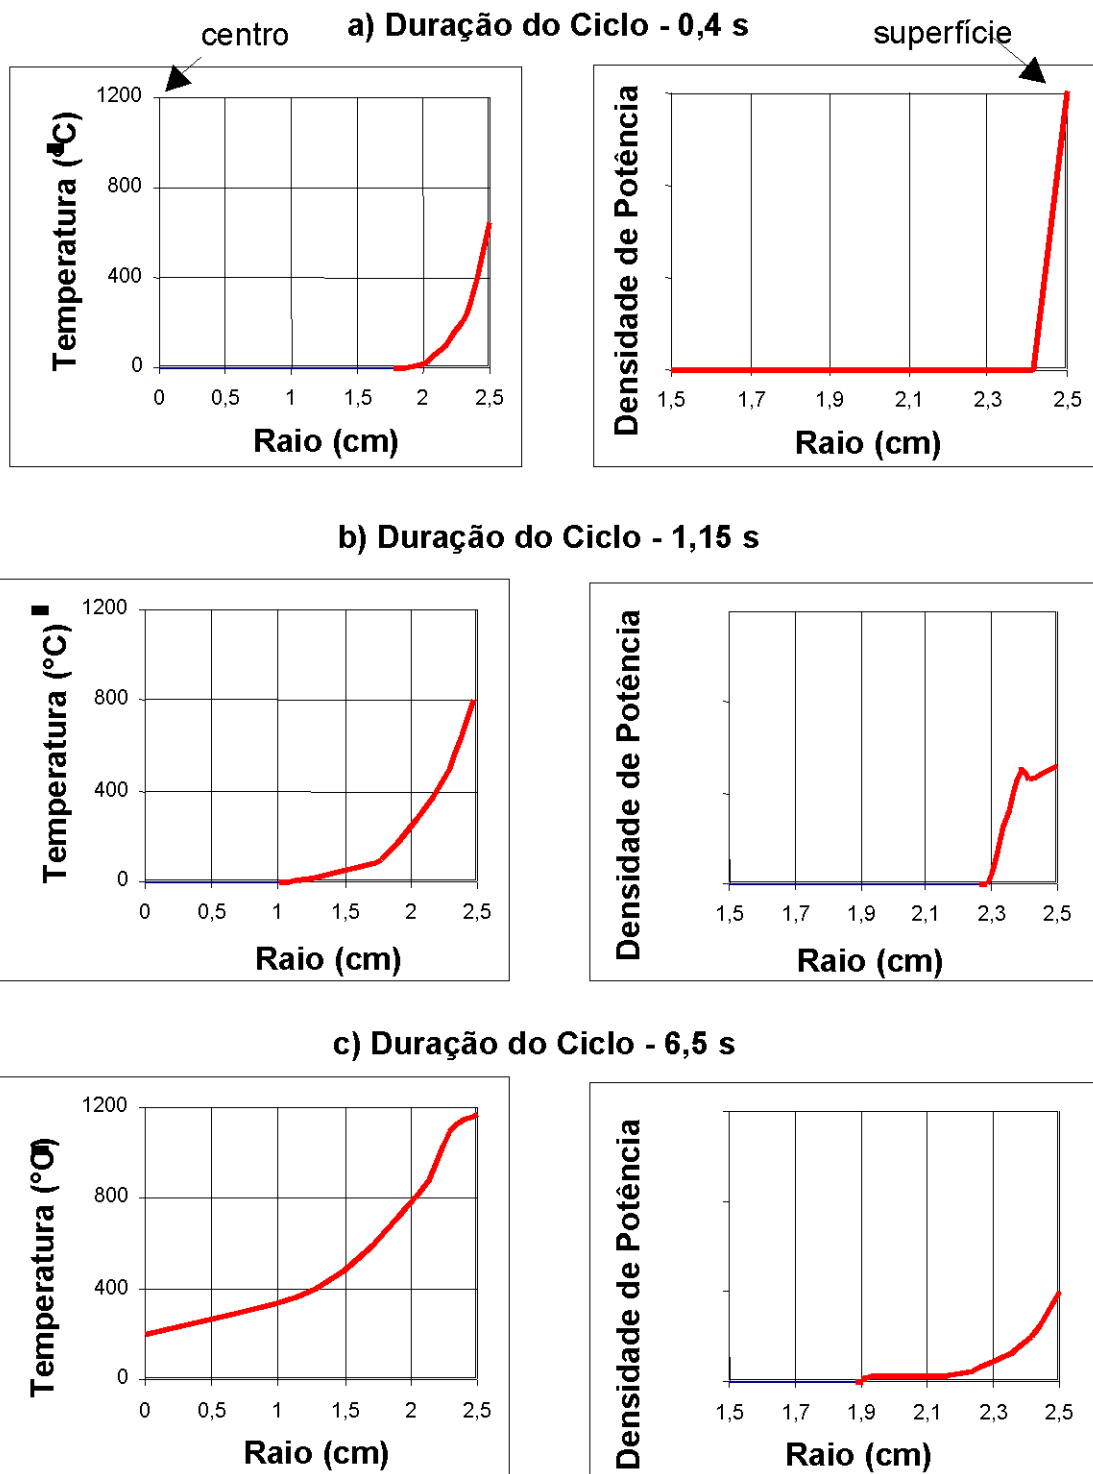 a) Duração do Ciclo - 0,4 s
centro
superfície
Temperatura (°C)
1200
800
400
0
0 0,5 1 1,5 2 2,5
Raio (cm)
Densidade de Potência
1,5 1,7 1,9 2,1 2,3 2,5
Raio (cm)
b) Duração do Ciclo - 1,15 s
Temperatura (°C)
1200
800
400
0
0 0,5 1 1,5 2 2,5
Raio (cm)
Densidade de Potência
1,5 1,7 1,9 2,1 2,3 2,5
Raio (cm)
c) Duração do Ciclo - 6,5 s
Temperatura (°C)
1200
800
400
0
0 0,5 1 1,5 2 2,5
Raio (cm)
Densidade de Potência
1,5 1,7 1,9 2,1 2,3 2,5
Raio (cm)